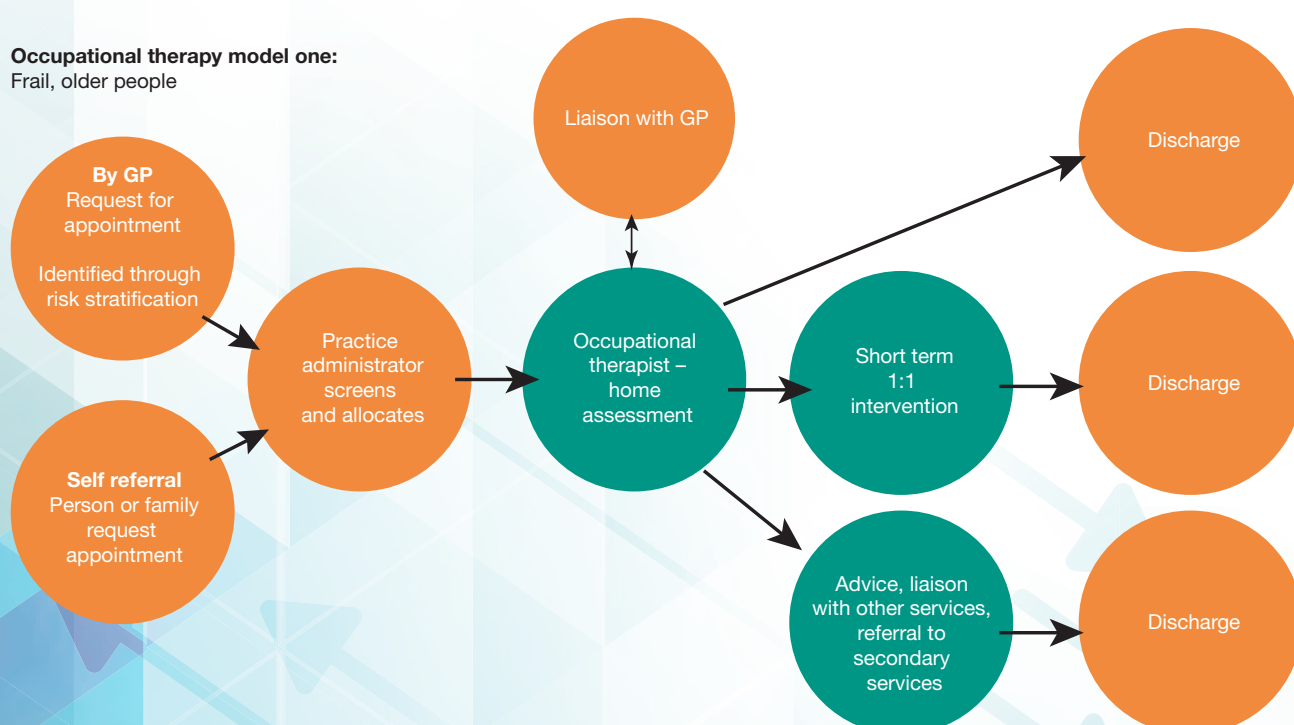 Occupational therapy model one:
Frail, older people
By GP
Request for
appointment
Identified through
risk stratification
Self referral
Person or family
request
appointment
Practice
administrator
screens
and allocates
Liaison with GP
Occupational
therapist –
home
assessment
Short term
1:1
intervention
Advice, liaison
with other services,
referral to
secondary
services
Discharge
Discharge
Discharge